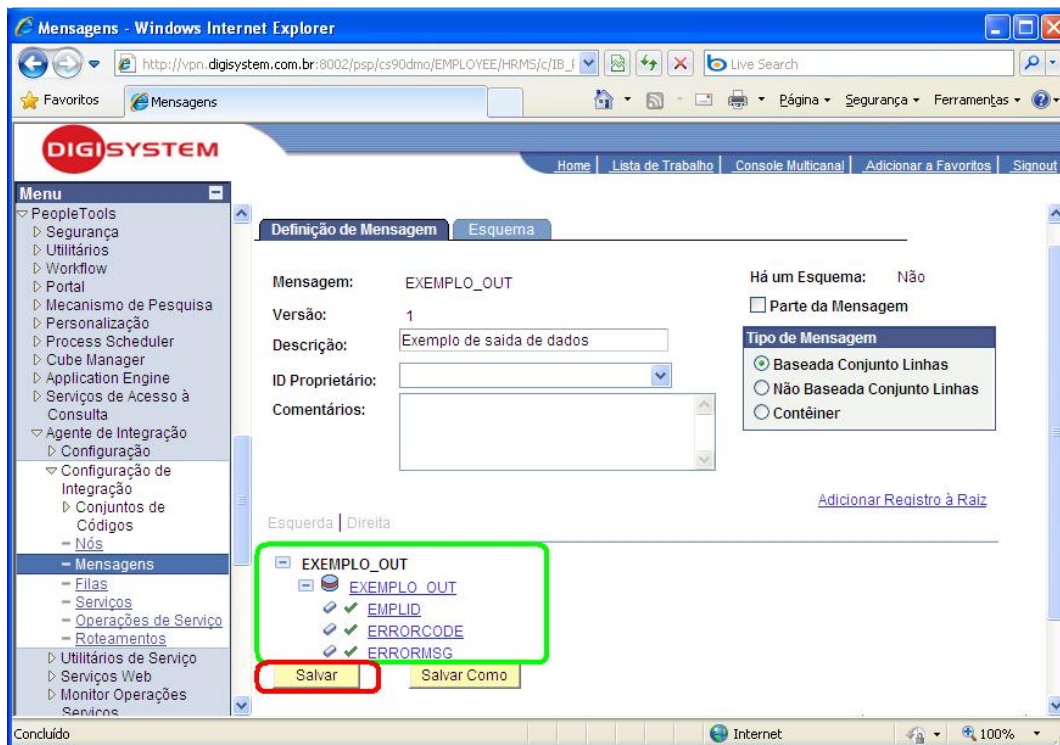 Mensagens - Windows Internet Explorer
http://vpn.digisystem.com.br:8002/psp/cs90dmo/EMPLOYEE/HRMS/c/IB_F
Live Search
Favoritos
Mensagens
Página
Segurança
Ferramentas
DIGISYSTEM
Home
Lista de Trabalho
Console Multicanal
Adicionar a Favoritos
Signout
Menu
PeopleTools
Segurança
Utilitários
Workflow
Portal
Mecanismo de Pesquisa
Personalização
Process Scheduler
Cube Manager
Application Engine
Serviços de Acesso à
Consulta
Agente de Integração
Configuração
Configuração de
Integração
Conjuntos de
Códigos
– Nós
– Mensagens
– Filas
– Serviços
– Operações de Serviço
– Roteamentos
Utilitários de Serviço
Serviços Web
Monitor Operações
Serviços
Definição de Mensagem
Esquema
Mensagem: EXEMPLO_OUT
Versão: 1
Descrição: Exemplo de saida de dados
ID Proprietário:
Comentários:
Há um Esquema: Não
Parte da Mensagem
Tipo de Mensagem
Baseada Conjunto Linhas
Não Baseada Conjunto Linhas
Contêiner
Adicionar Registro à Raiz
Esquerda | Direita
EXEMPLO_OUT
EXEMPLO_OUT
EMPLID
ERRORCODE
ERRORMSG
Salvar
Salvar Como
Concluído
Internet
100%